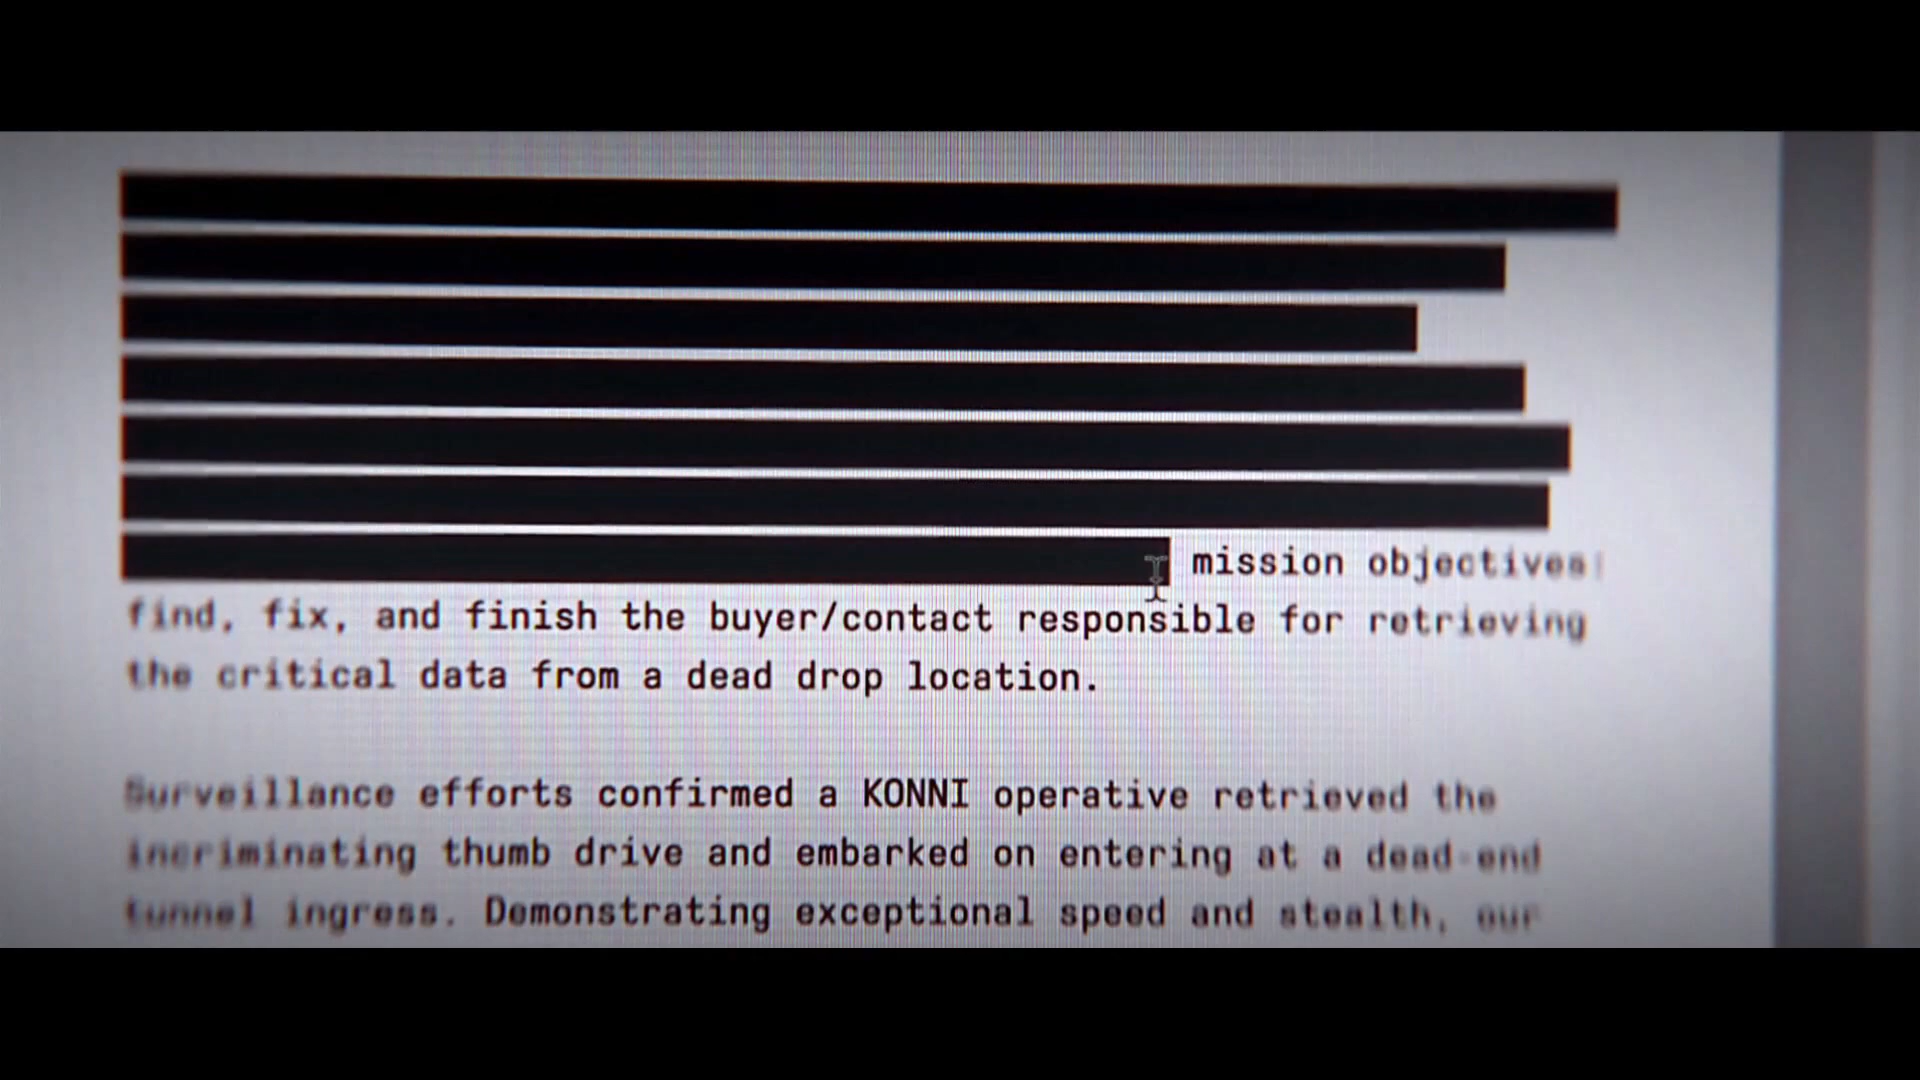 mission objectives:
find, fix, and finish the buyer/contact responsible for retrieving
the critical data from a dead drop location.
Surveillance efforts confirmed a KONNI operative retrieved the
incriminating thumb drive and embarked on entering at a dead-end
tunnel ingress. Demonstrating exceptional speed and stealth, our